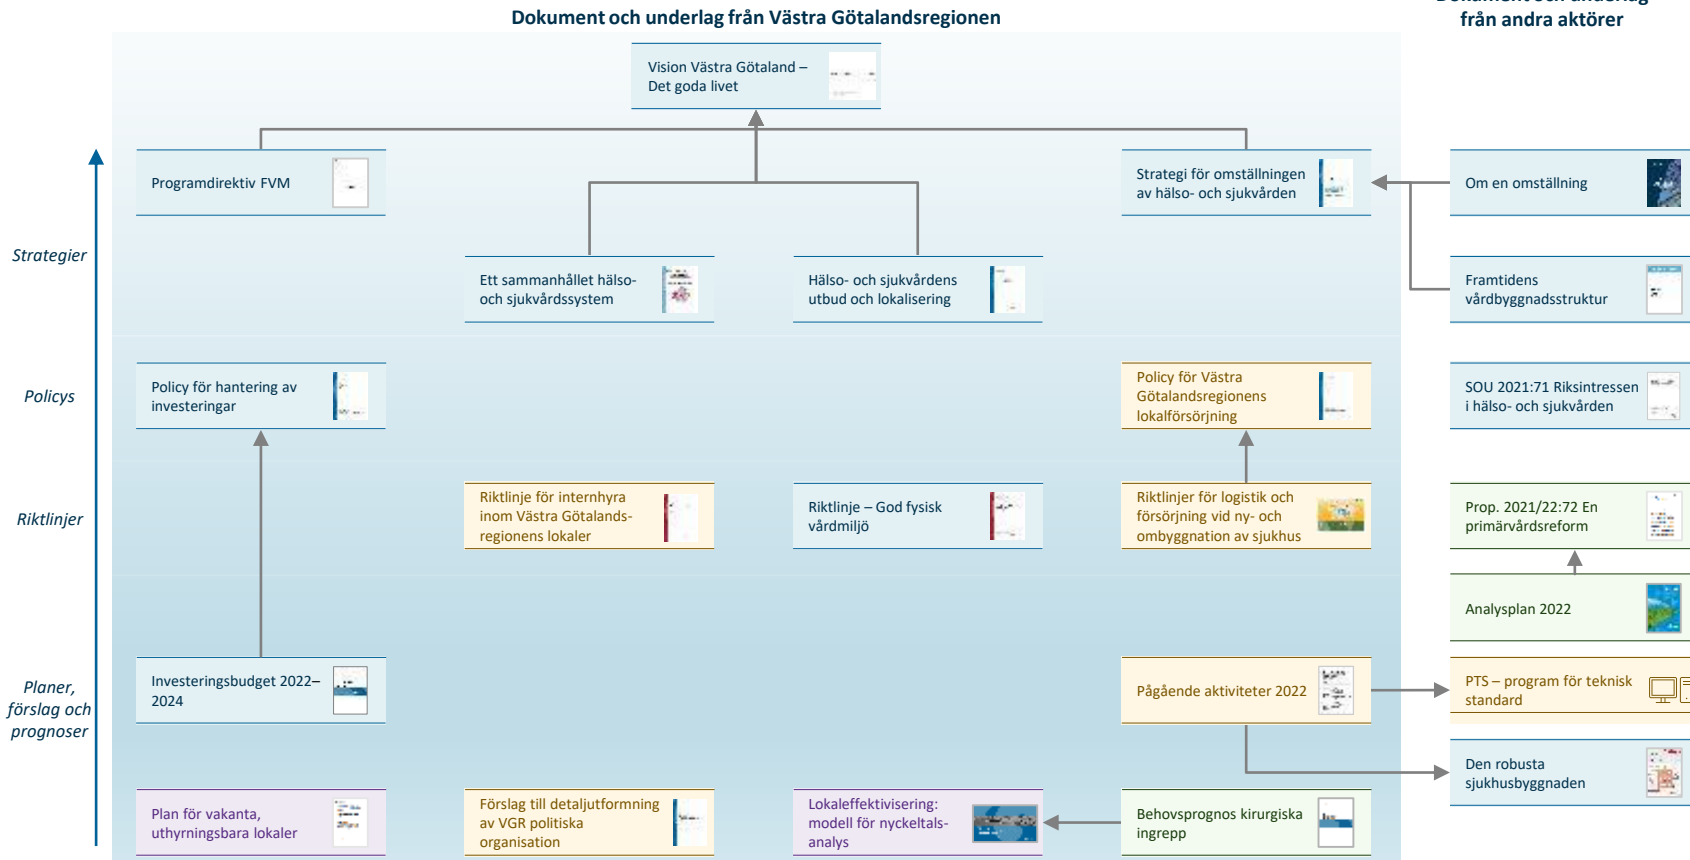 Dokument och underlag från Västra Götalandsregionen
Dokument och underlag
från andra aktörer
Vision Västra Götaland –
Det goda livet
Programdirektiv FVM
Strategi för omställningen
av hälso- och sjukvården
Om en omställning
Strategier
Ett sammanhållet hälso-
och sjukvårdssystem
Hälso- och sjukvårdens
utbud och lokalisering
Framtidens
vårdbyggnadsstruktur
Policys
Policy för hantering av
investeringar
Policy för Västra
Götalandsregionens
lokalförsörjning
SOU 2021:71 Riksintressen
i hälso- och sjukvården
Riktlinjer
Riktlinje för internhyra
inom Västra Götalands-
regionens lokaler
Riktlinje – God fysisk
vårdmiljö
Riktlinjer för logistik och
försörjning vid ny- och
ombyggnation av sjukhus
Prop. 2021/22:72 En
primärvårdsreform
Analysplan 2022
Planer,
förslag och
prognoser
Investeringsbudget 2022–
2024
Pågående aktiviteter 2022
PTS – program för teknisk
standard
Den robusta
sjukhusbyggnaden
Plan för vakanta,
uthyrningsbara lokaler
Förslag till detaljutformning
av VGR politiska
organisation
Lokaleffektivisering:
modell för nyckeltals-
analys
Behovsprognos kirurgiska
ingrepp